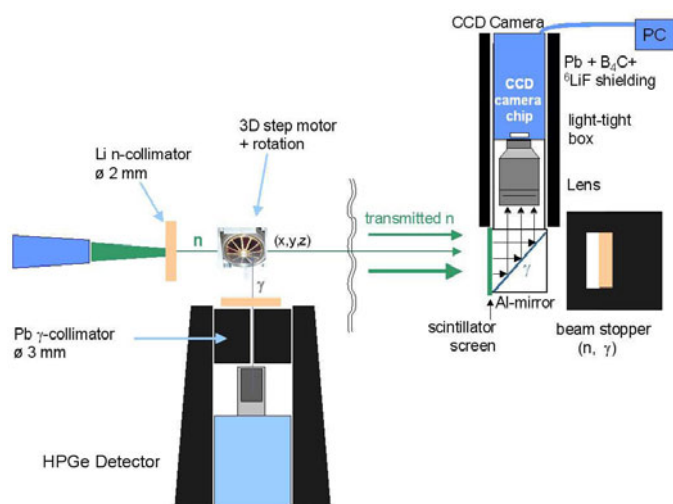 CCD Camera
PC
Pb + B₄C+
⁶LiF shielding
CCD
camera
chip
3D step motor
+ rotation
light-tight
box
Li n-collimator
ø 2 mm
Lens
transmitted n
n
(x,y,z)
γ
γ
Al-mirror
Pb γ-collimator
ø 3 mm
scintillator
screen
beam stopper
(n, γ)
HPGe Detector